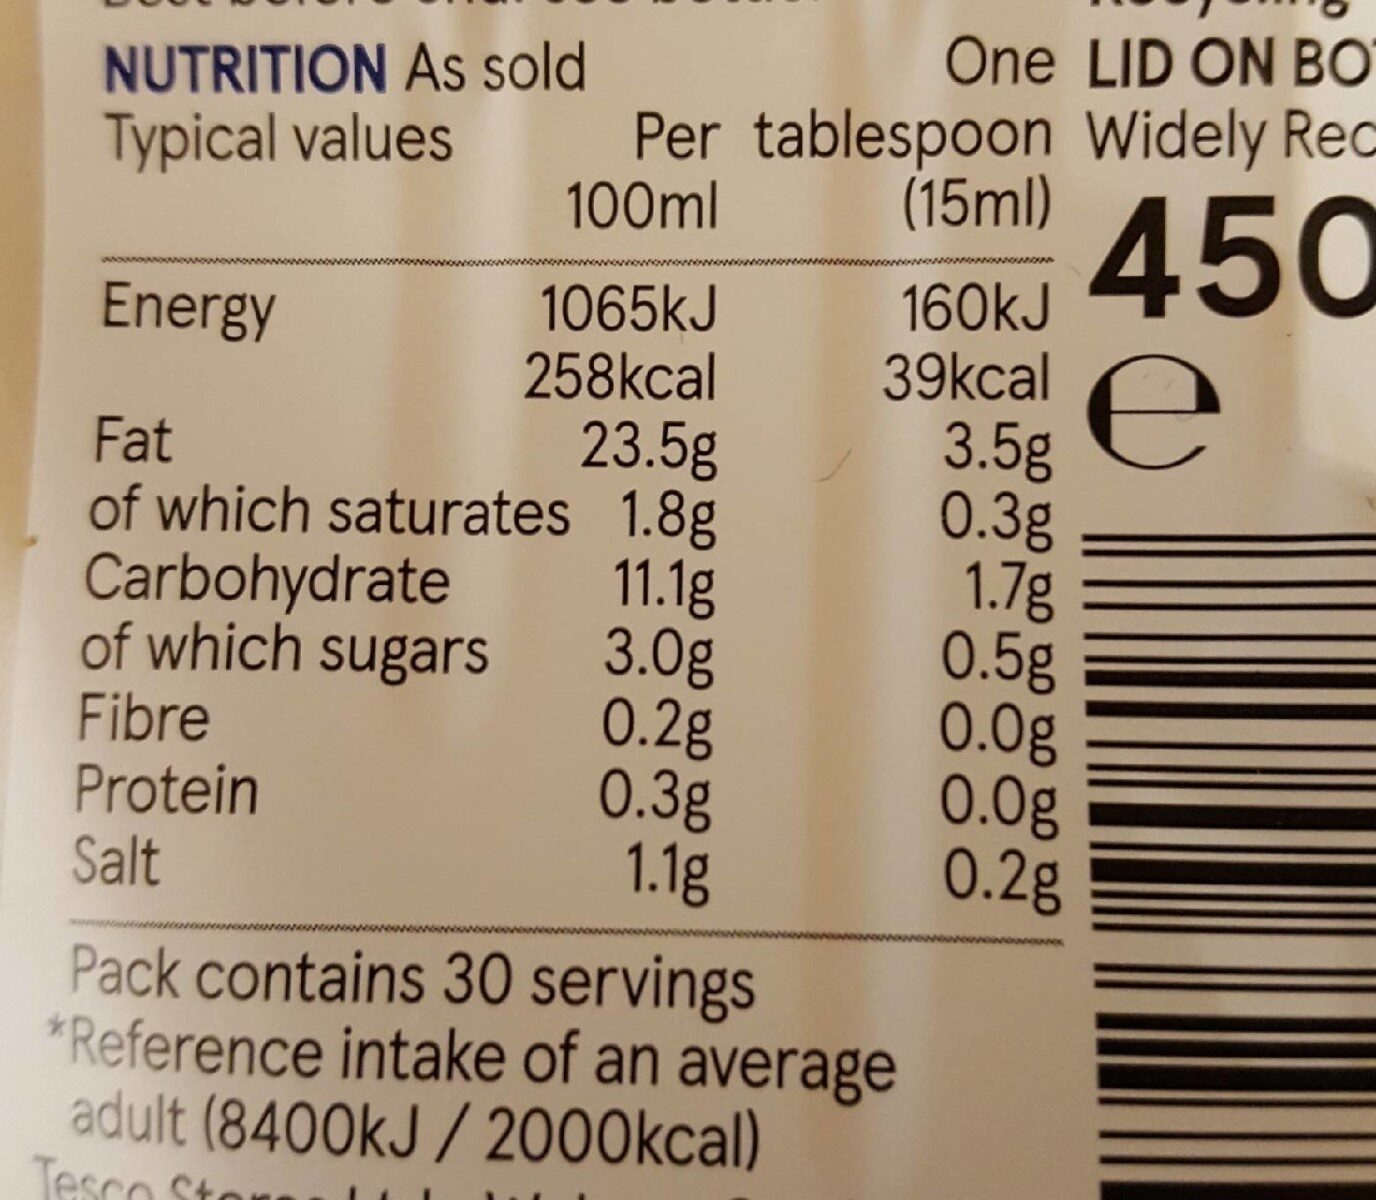 NUTRITION As sold
Typical values Per 100ml One tablespoon (15ml)
Energy 1065kJ 160kJ
258kcal 39kcal
Fat 23.5g 3.5g
of which saturates 1.8g 0.3g
Carbohydrate 11.1g 1.7g
of which sugars 3.0g 0.5g
Fibre 0.2g 0.0g
Protein 0.3g 0.0g
Salt 1.1g 0.2g
Pack contains 30 servings
*Reference intake of an average
adult (8400kJ / 2000kcal)
Tesco
LID ON
Widely
450
e